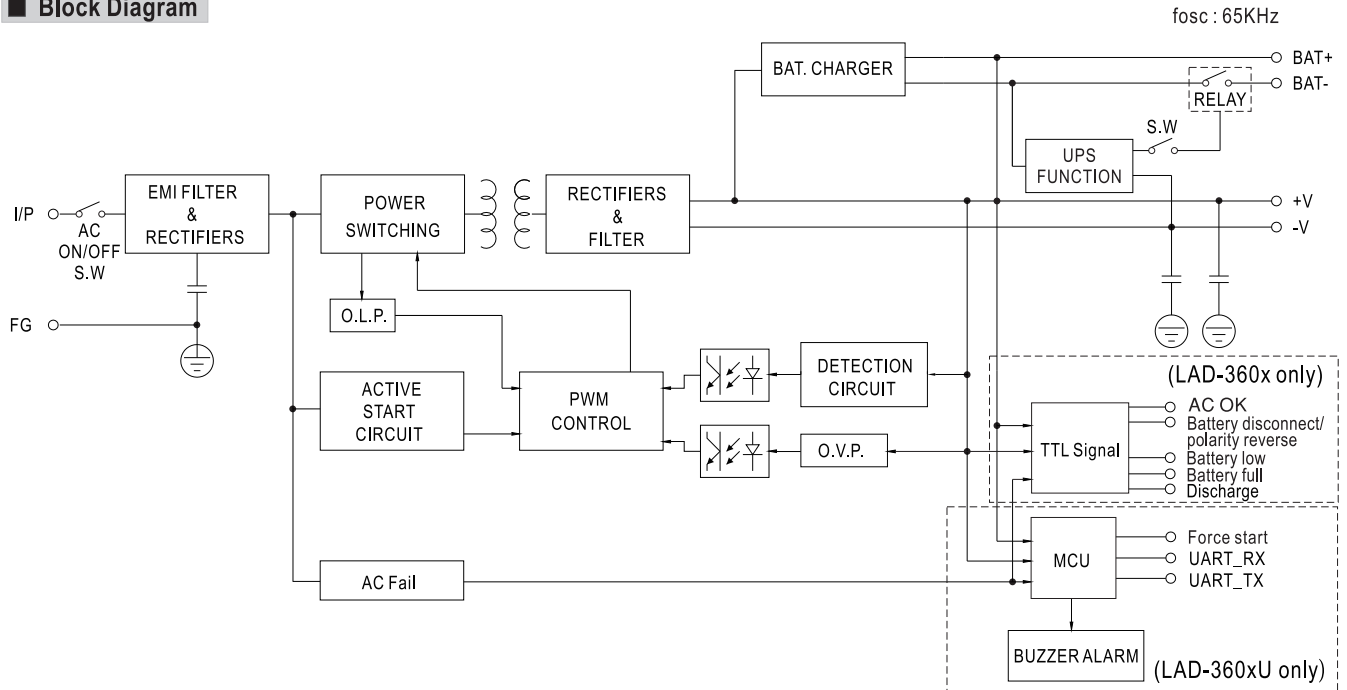 ■ Block Diagram
fosc : 65KHz
BAT. CHARGER
BAT+
BAT-
RELAY
S.W
UPS
FUNCTION
I/P
AC
ON/OFF
S.W
EMI FILTER
&
RECTIFIERS
POWER
SWITCHING
RECTIFIERS
&
FILTER
+V
-V
FG
O.L.P.
ACTIVE
START
CIRCUIT
PWM
CONTROL
DETECTION
CIRCUIT
O.V.P.
(LAD-360x only)
TTL Signal
AC OK
Battery disconnect/
polarity reverse
Battery low
Battery full
Discharge
AC Fail
MCU
Force start
UART_RX
UART_TX
BUZZER ALARM
(LAD-360xU only)